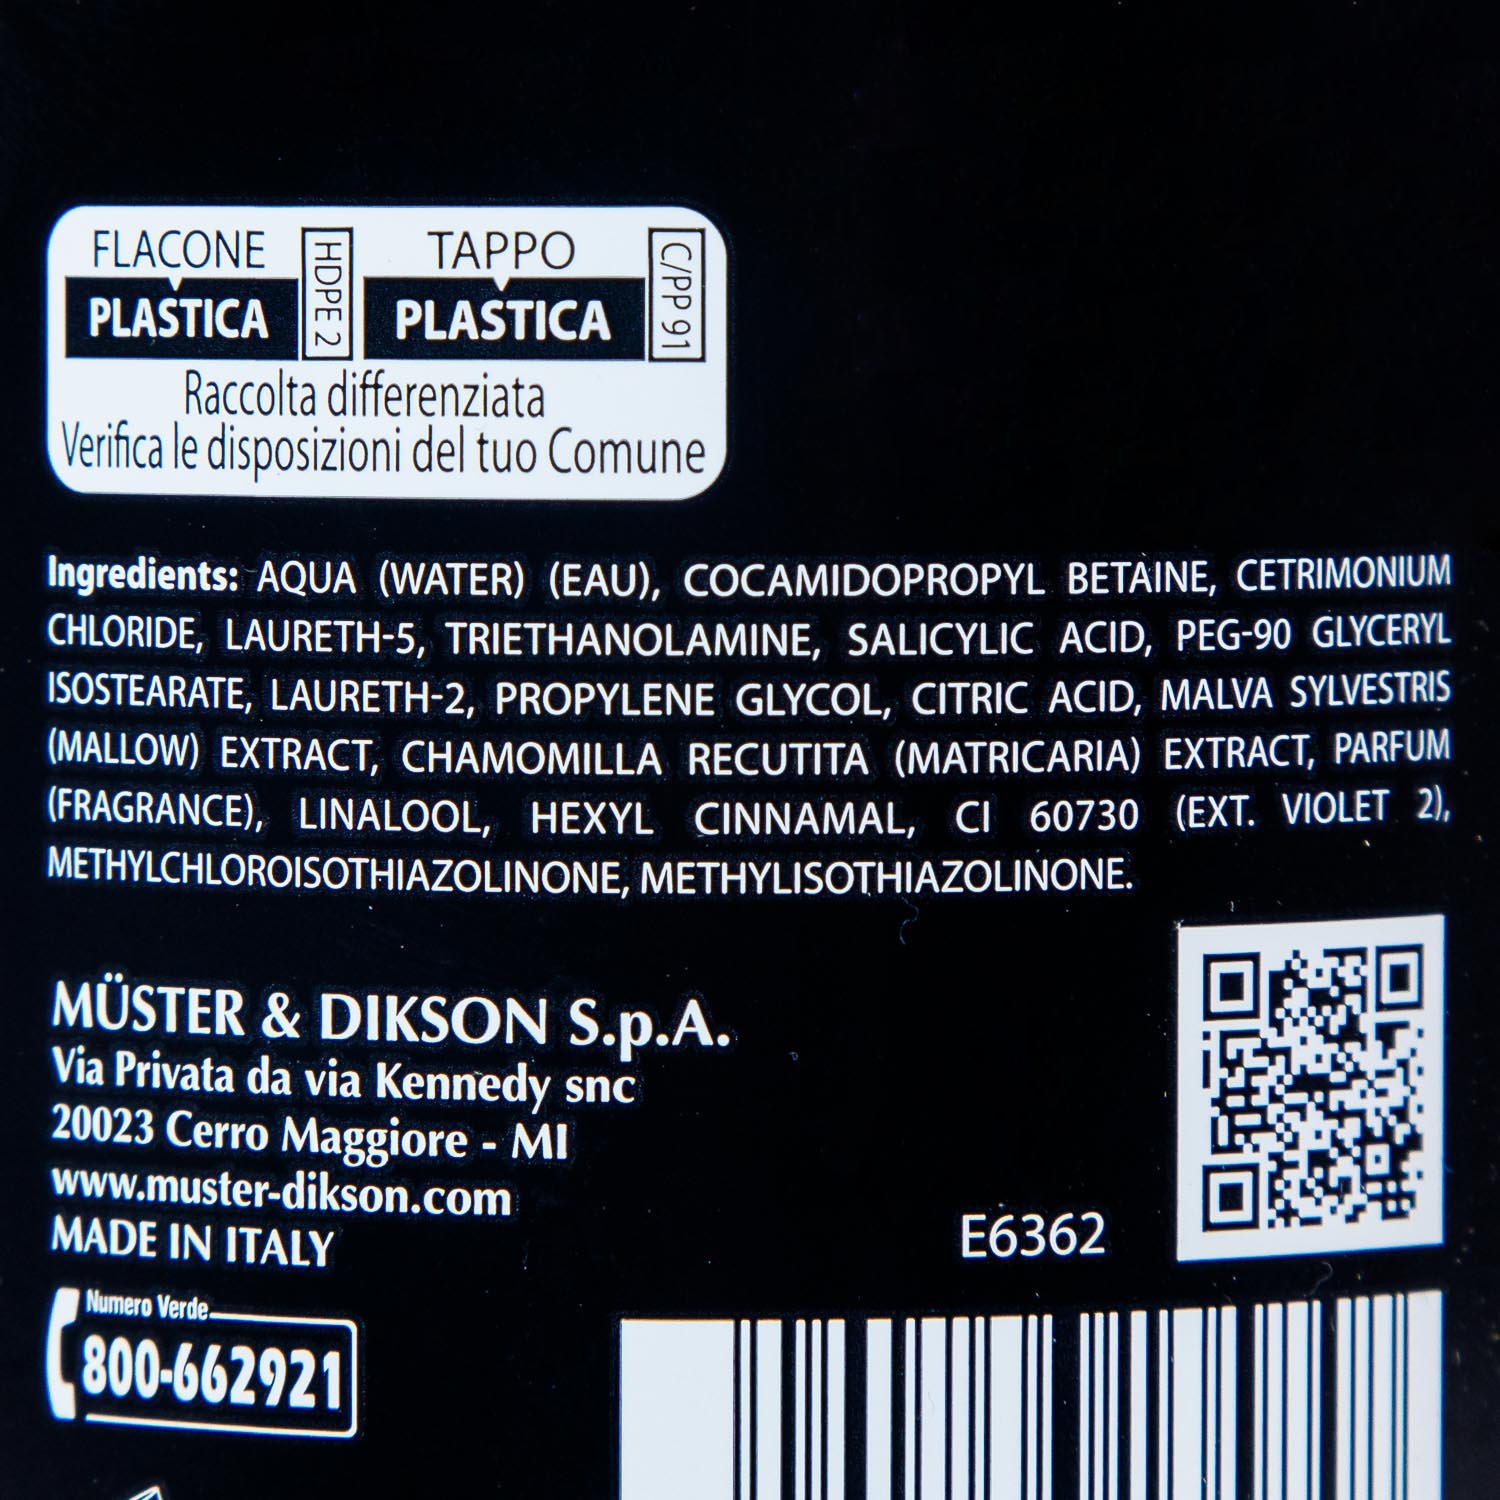 FLACONE
PLASTICA
HDPE 2
TAPPO
PLASTICA
C/PP 91
Raccolta differenziata
Verifica le disposizioni del tuo Comune
Ingredients: AQUA (WATER) (EAU), COCAMIDOPROPYL BETAINE, CETRIMONIUM
CHLORIDE, LAURETH-5, TRIETHANOLAMINE, SALICYLIC ACID, PEG-90 GLYCERYL
ISOSTEARATE, LAURETH-2, PROPYLENE GLYCOL, CITRIC ACID, MALVA SYLVESTRIS
(MALLOW) EXTRACT, CHAMOMILLA RECUTITA (MATRICARIA) EXTRACT, PARFUM
(FRAGRANCE), LINALOOL, HEXYL CINNAMAL, CI 60730 (EXT. VIOLET 2),
METHYLCHLOROISOTHIAZOLINONE, METHYLISOTHIAZOLINONE.
MÜSTER & DIKSON S.p.A.
Via Privata da via Kennedy snc
20023 Cerro Maggiore - MI
www.muster-dikson.com
MADE IN ITALY
E6362
Numero Verde
800-662921